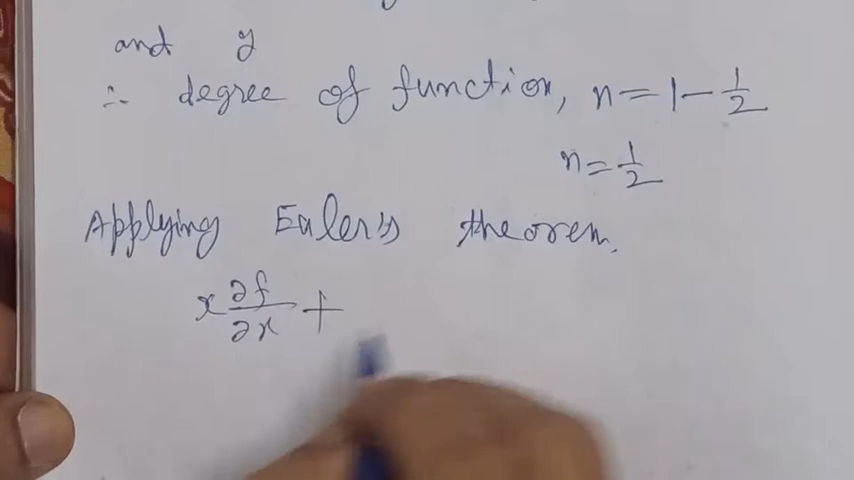 and y
∴ degree of function, n = 1 - 1/2
n = 1/2
Applying Euler's theorem.
x ∂f/∂x +